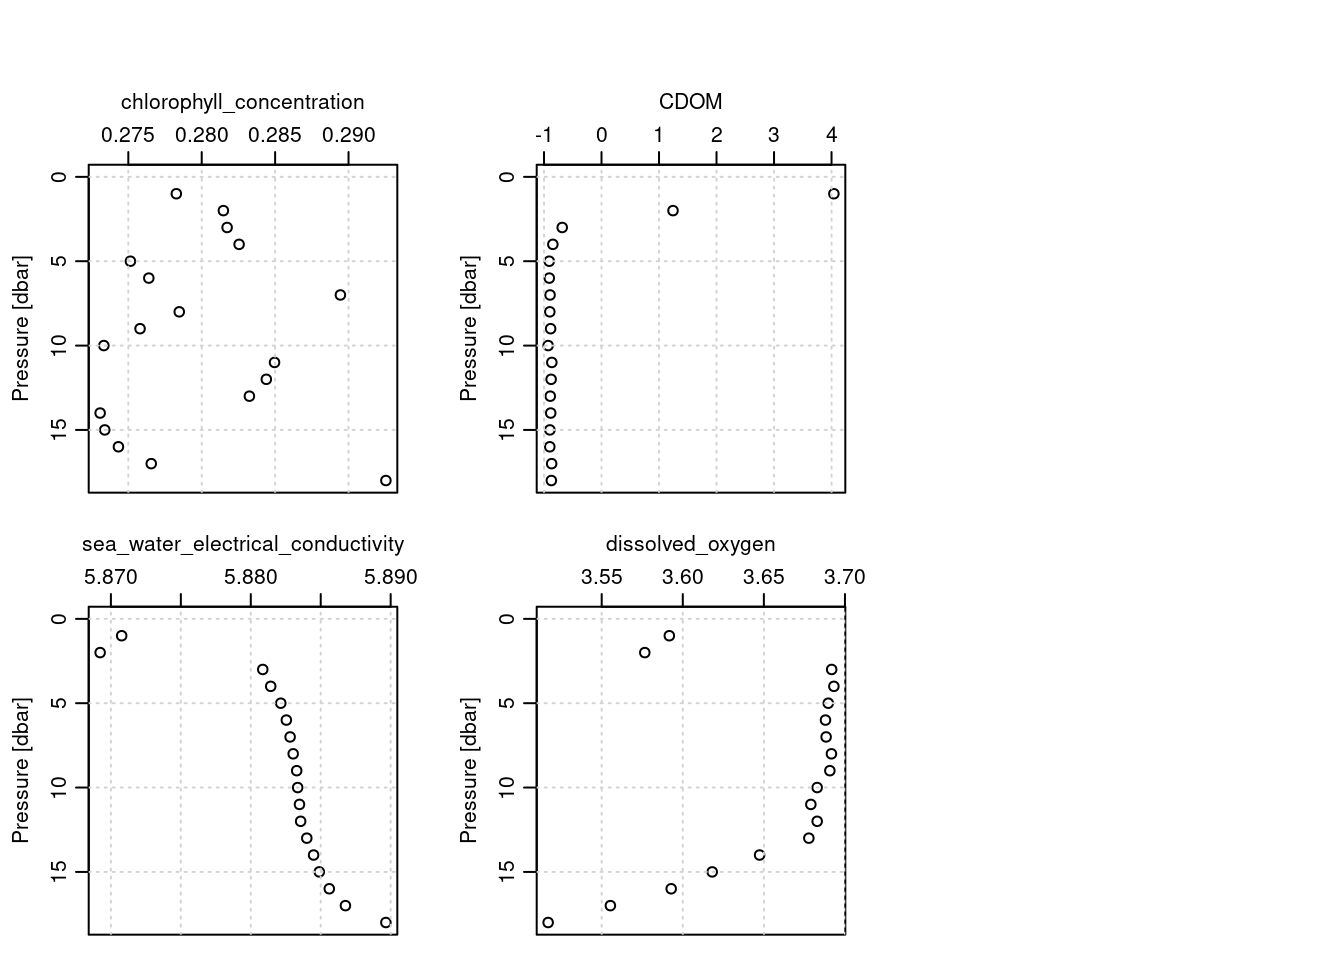 chlorophyll_concentration
0.275 0.280 0.285 0.290
0
5
10
15
Pressure [dbar]
CDOM
-1 0 1 2 3 4
0
5
10
15
Pressure [dbar]
sea_water_electrical_conductivity
5.870 5.880 5.890
0
5
10
15
Pressure [dbar]
dissolved_oxygen
3.55 3.60 3.65 3.70
0
5
10
15
Pressure [dbar]